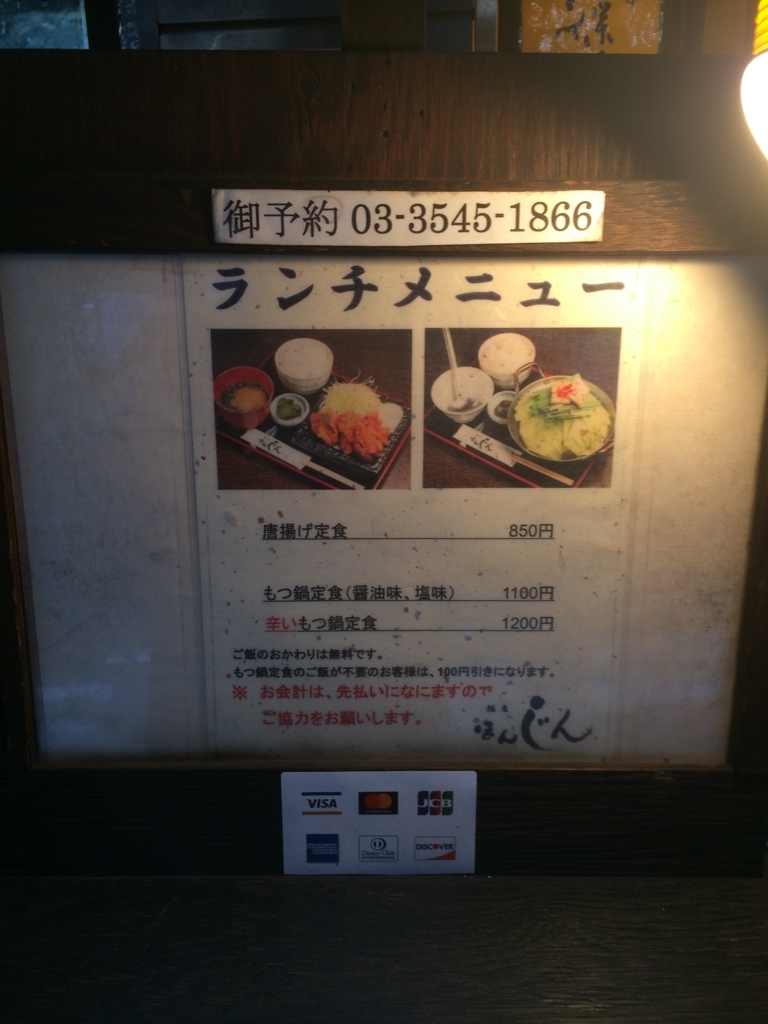 御予約 03-3545-1866
ランチメニュー
唐揚げ定食 850円
もつ鍋定食(醤油味、塩味) 1100円
辛いもつ鍋定食 1200円
ご飯のおかわりは無料です。
もつ鍋定食のご飯が不要のお客様は、100円引きになります。
※ お会計は、先払いになにますので
ご協力をお願いします。
ほんじん
VISA MasterCard JCB
AMERICAN EXPRESS Diners Club INTERNATIONAL DISCOVER